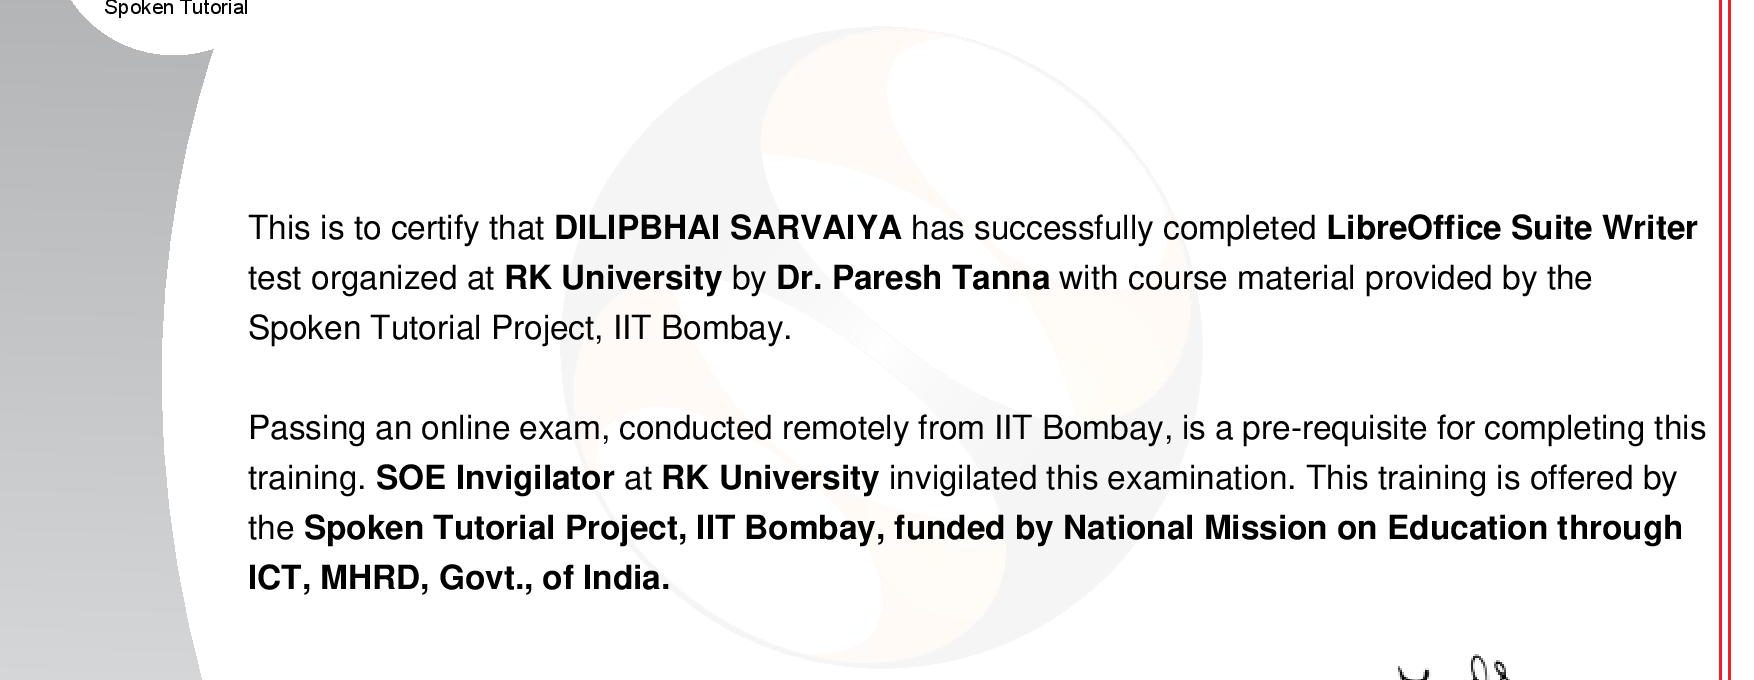 Spoken Tutorial
This is to certify that DILIPBHAI SARVAIYA has successfully completed LibreOffice Suite Writer
test organized at RK University by Dr. Paresh Tanna with course material provided by the
Spoken Tutorial Project, IIT Bombay.
Passing an online exam, conducted remotely from IIT Bombay, is a pre-requisite for completing this
training. SOE Invigilator at RK University invigilated this examination. This training is offered by
the Spoken Tutorial Project, IIT Bombay, funded by National Mission on Education through
ICT, MHRD, Govt., of India.